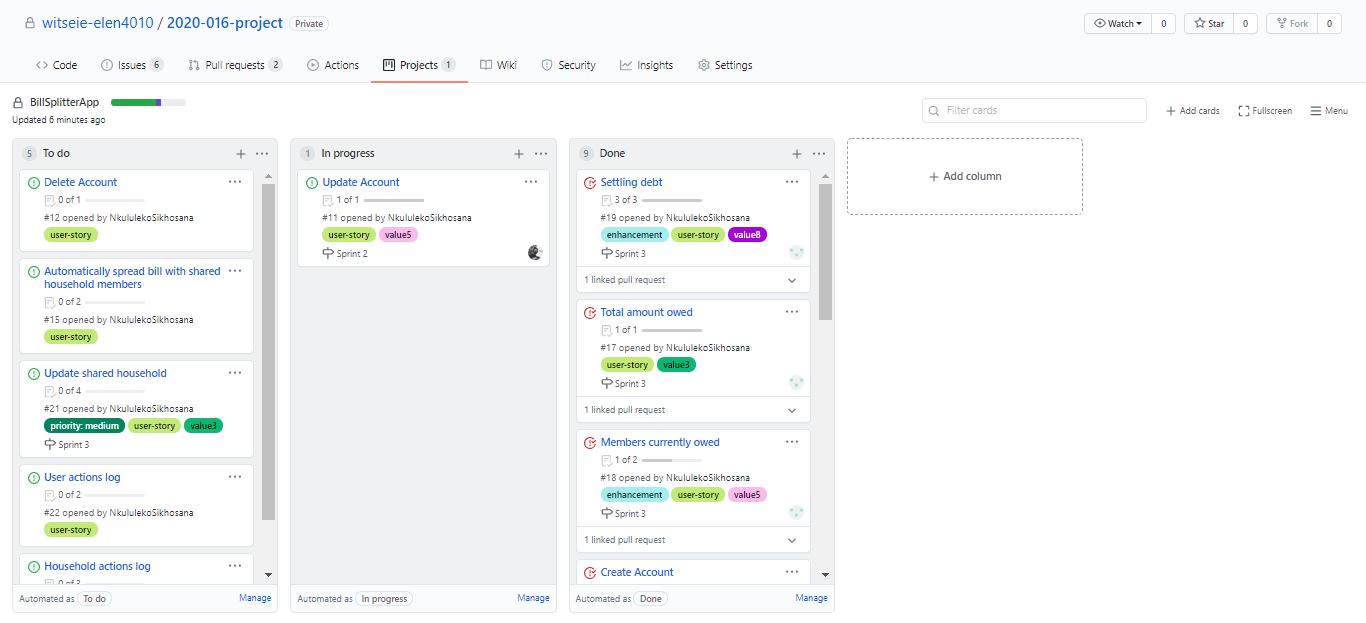 witseie-elen4010 / 2020-016-project Private
Watch 0 Star 0 Fork 0
Code Issues 6 Pull requests 2 Actions Projects 1 Wiki Security Insights Settings
BillSplitterApp
Updated 6 minutes ago
Filter cards
Add cards Fullscreen Menu
5 To do
Delete Account
0 of 1
#12 opened by NkululekoSikhosana
user-story
Automatically spread bill with shared
household members
0 of 2
#15 opened by NkululekoSikhosana
user-story
Update shared household
0 of 4
#21 opened by NkululekoSikhosana
priority: medium user-story value3
Sprint 3
User actions log
0 of 2
#22 opened by NkululekoSikhosana
user-story
Household actions log
0 of 3
Automated as To do Manage
1 In progress
Update Account
1 of 1
#11 opened by NkululekoSikhosana
user-story value5
Sprint 2
Automated as In progress Manage
9 Done
Settling debt
3 of 3
#19 opened by NkululekoSikhosana
enhancement user-story value8
Sprint 3
1 linked pull request
Total amount owed
1 of 1
#17 opened by NkululekoSikhosana
user-story value3
Sprint 3
1 linked pull request
Members currently owed
1 of 2
#18 opened by NkululekoSikhosana
enhancement user-story value5
Sprint 3
1 linked pull request
Create Account
Automated as Done Manage
Add column